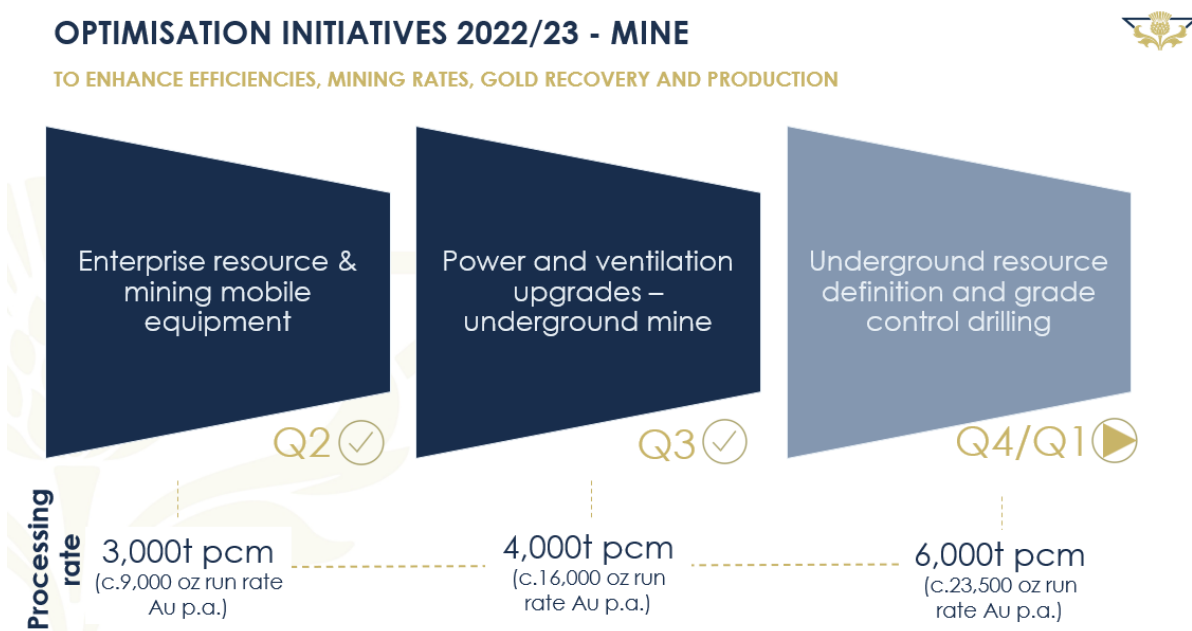 OPTIMISATION INITIATIVES 2022/23 - MINE
TO ENHANCE EFFICIENCIES, MINING RATES, GOLD RECOVERY AND PRODUCTION
Enterprise resource &
mining mobile
equipment
Q2
Power and ventilation
upgrades –
underground mine
Q3
Underground resource
definition and grade
control drilling
Q4/Q1
Processing
rate
3,000t pcm
(c.9,000 oz run rate
Au p.a.)
4,000t pcm
(c.16,000 oz run
rate Au p.a.)
6,000t pcm
(c.23,500 oz run
rate Au p.a.)